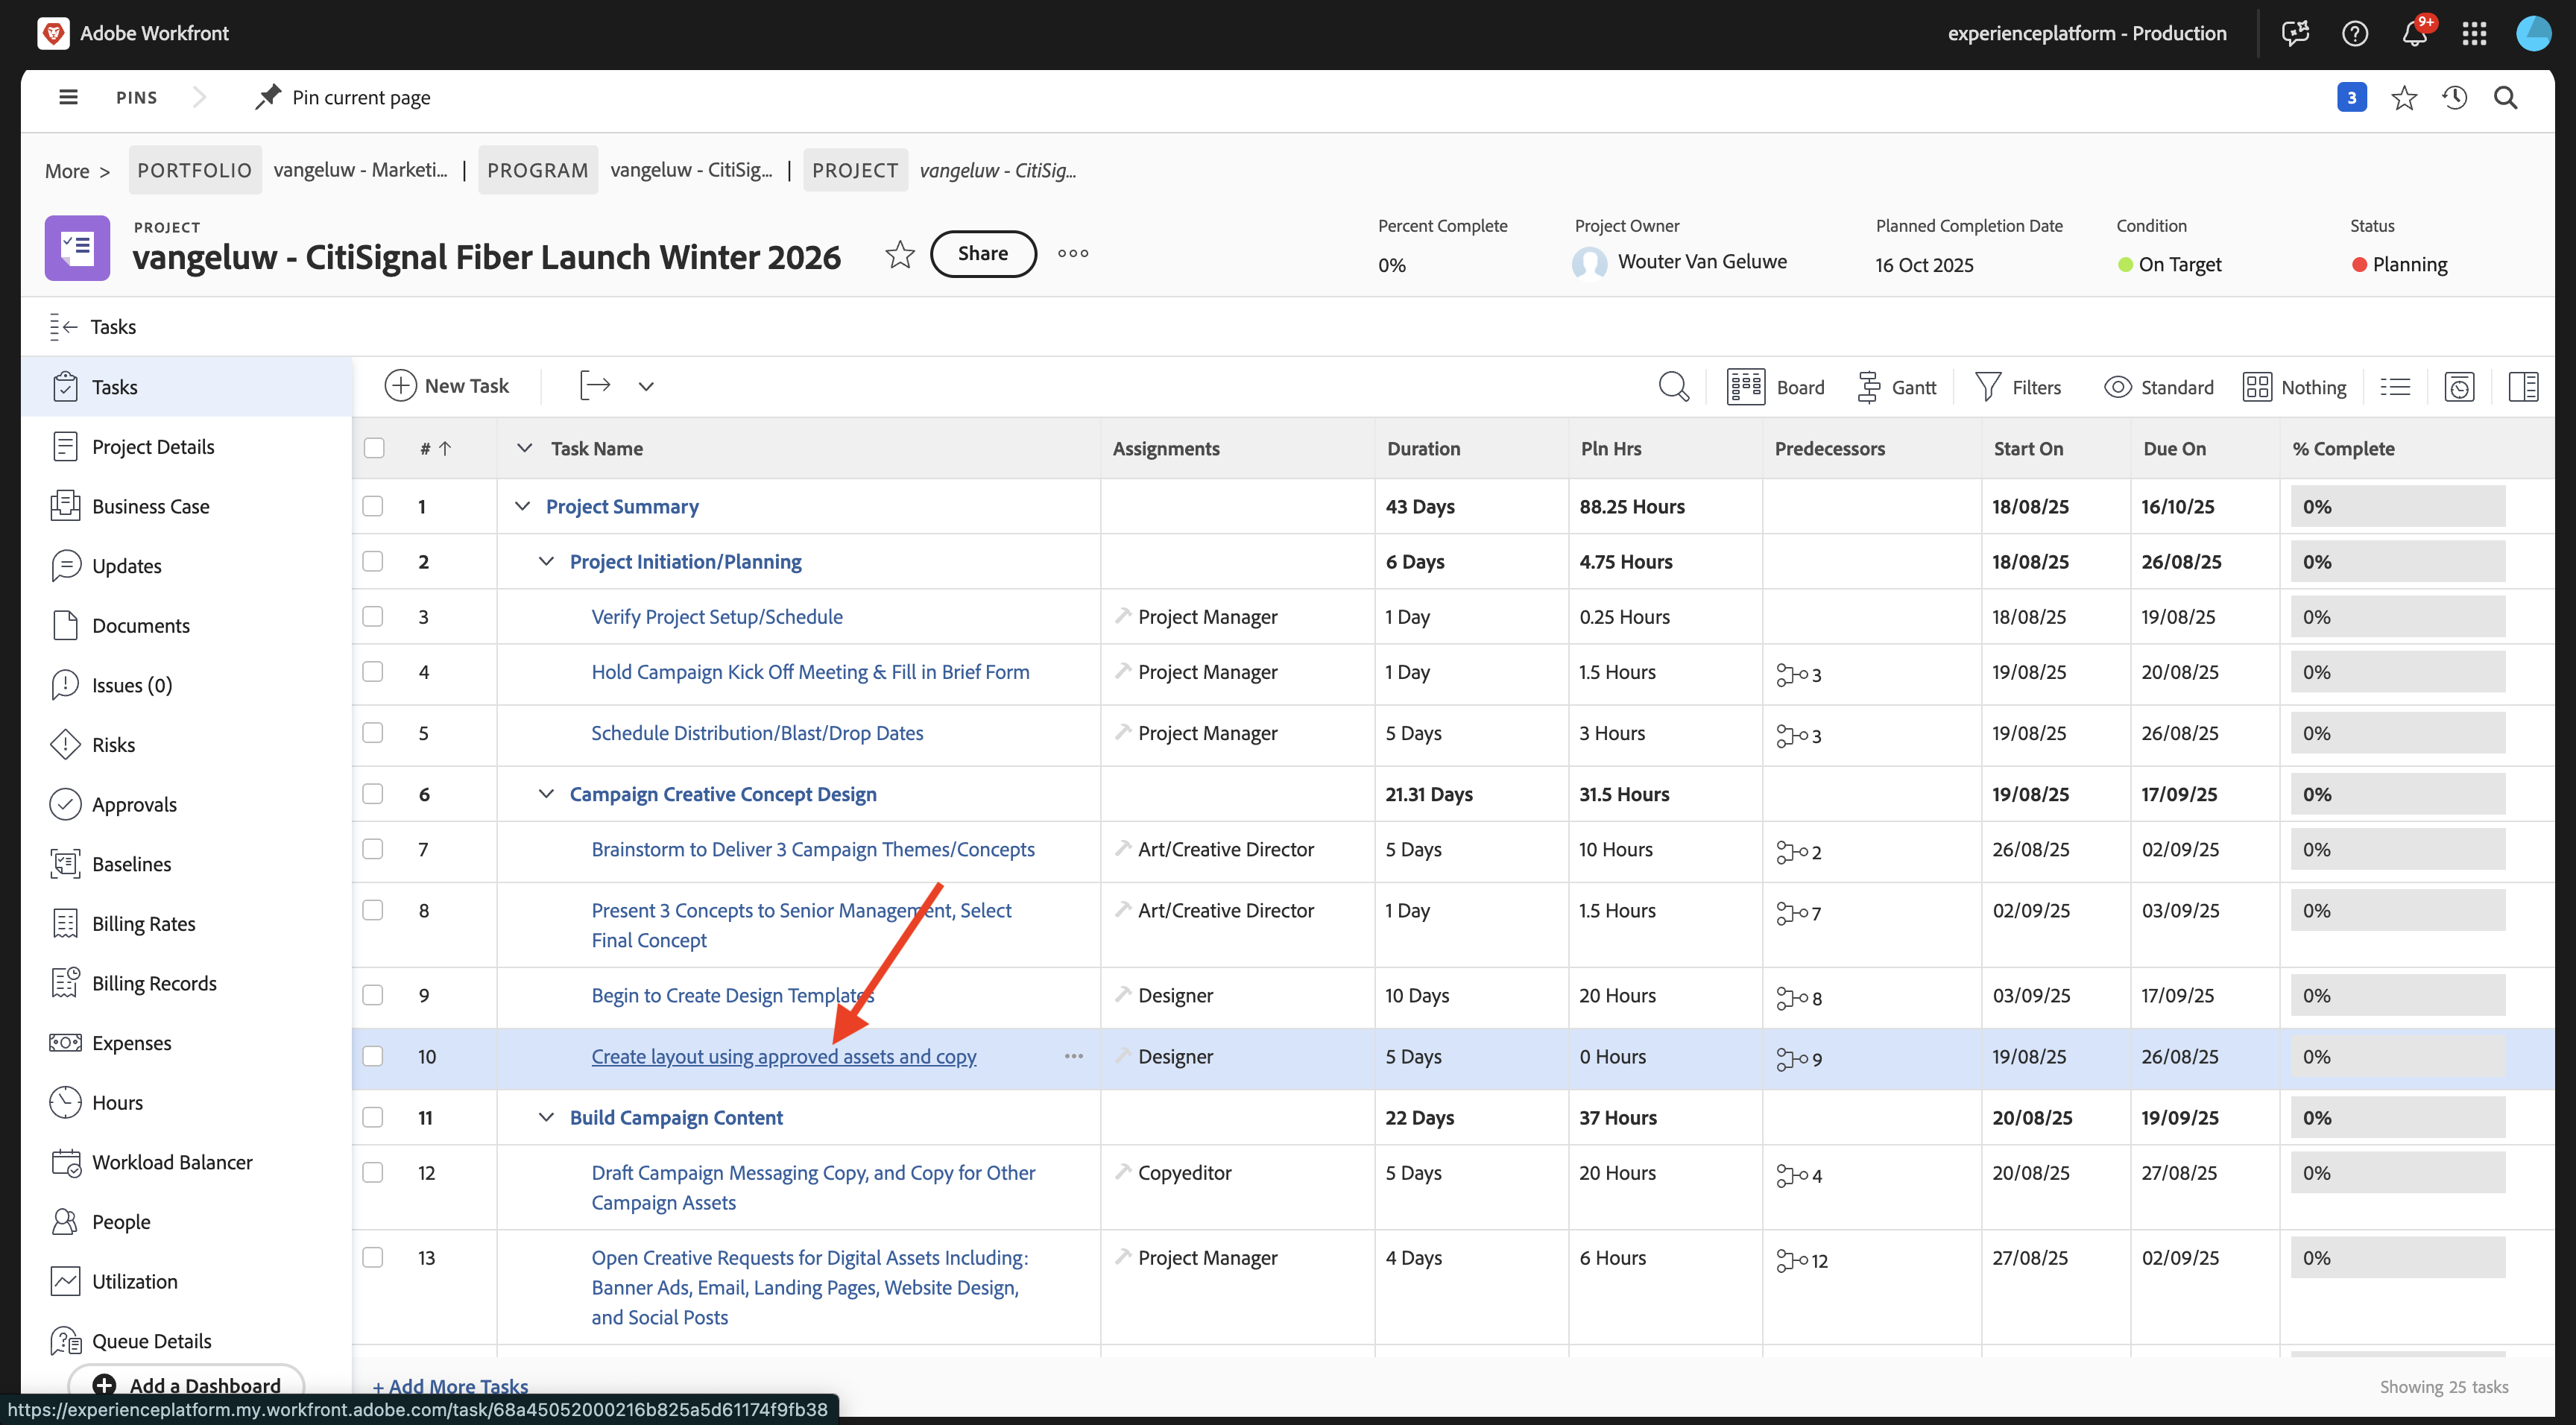 Adobe Workfront
experienceplatform - Production
9+
PINS
Pin current page
3
More >
PORTFOLIO
vangeluw - Marketi...
|
PROGRAM
vangeluw - CitiSig...
|
PROJECT
vangeluw - CitiSig...
PROJECT
vangeluw - CitiSignal Fiber Launch Winter 2026
Share
Percent Complete
0%
Project Owner
Wouter Van Geluwe
Planned Completion Date
16 Oct 2025
Condition
On Target
Status
Planning
Tasks
Tasks
Project Details
Business Case
Updates
Documents
Issues (0)
Risks
Approvals
Baselines
Billing Rates
Billing Records
Expenses
Hours
Workload Balancer
People
Utilization
Queue Details
Add a Dashboard
New Task
Board
Gantt
Filters
Standard
Nothing
# Task Name Assignments Duration Pln Hrs Predecessors Start On Due On % Complete
1 Project Summary 43 Days 88.25 Hours 18/08/25 16/10/25 0%
2 Project Initiation/Planning 6 Days 4.75 Hours 18/08/25 26/08/25 0%
3 Verify Project Setup/Schedule Project Manager 1 Day 0.25 Hours 18/08/25 19/08/25 0%
4 Hold Campaign Kick Off Meeting & Fill in Brief Form Project Manager 1 Day 1.5 Hours 3 19/08/25 20/08/25 0%
5 Schedule Distribution/Blast/Drop Dates Project Manager 5 Days 3 Hours 3 19/08/25 26/08/25 0%
6 Campaign Creative Concept Design 21.31 Days 31.5 Hours 19/08/25 17/09/25 0%
7 Brainstorm to Deliver 3 Campaign Themes/Concepts Art/Creative Director 5 Days 10 Hours 2 26/08/25 02/09/25 0%
8 Present 3 Concepts to Senior Management, Select Art/Creative Director 1 Day 1.5 Hours 7 02/09/25 03/09/25 0%
Final Concept
9 Begin to Create Design Templates Designer 10 Days 20 Hours 8 03/09/25 17/09/25 0%
10 Create layout using approved assets and copy Designer 5 Days 0 Hours 9 19/08/25 26/08/25 0%
11 Build Campaign Content 22 Days 37 Hours 20/08/25 19/09/25 0%
12 Draft Campaign Messaging Copy, and Copy for Other Copyeditor 5 Days 20 Hours 4 20/08/25 27/08/25 0%
Campaign Assets
13 Open Creative Requests for Digital Assets Including: Project Manager 4 Days 6 Hours 12 27/08/25 02/09/25 0%
Banner Ads, Email, Landing Pages, Website Design,
and Social Posts
+ Add More Tasks
Showing 25 tasks
https://experienceplatform.my.workfront.adobe.com/task/68a45052000216b825a5d61174f9fb38